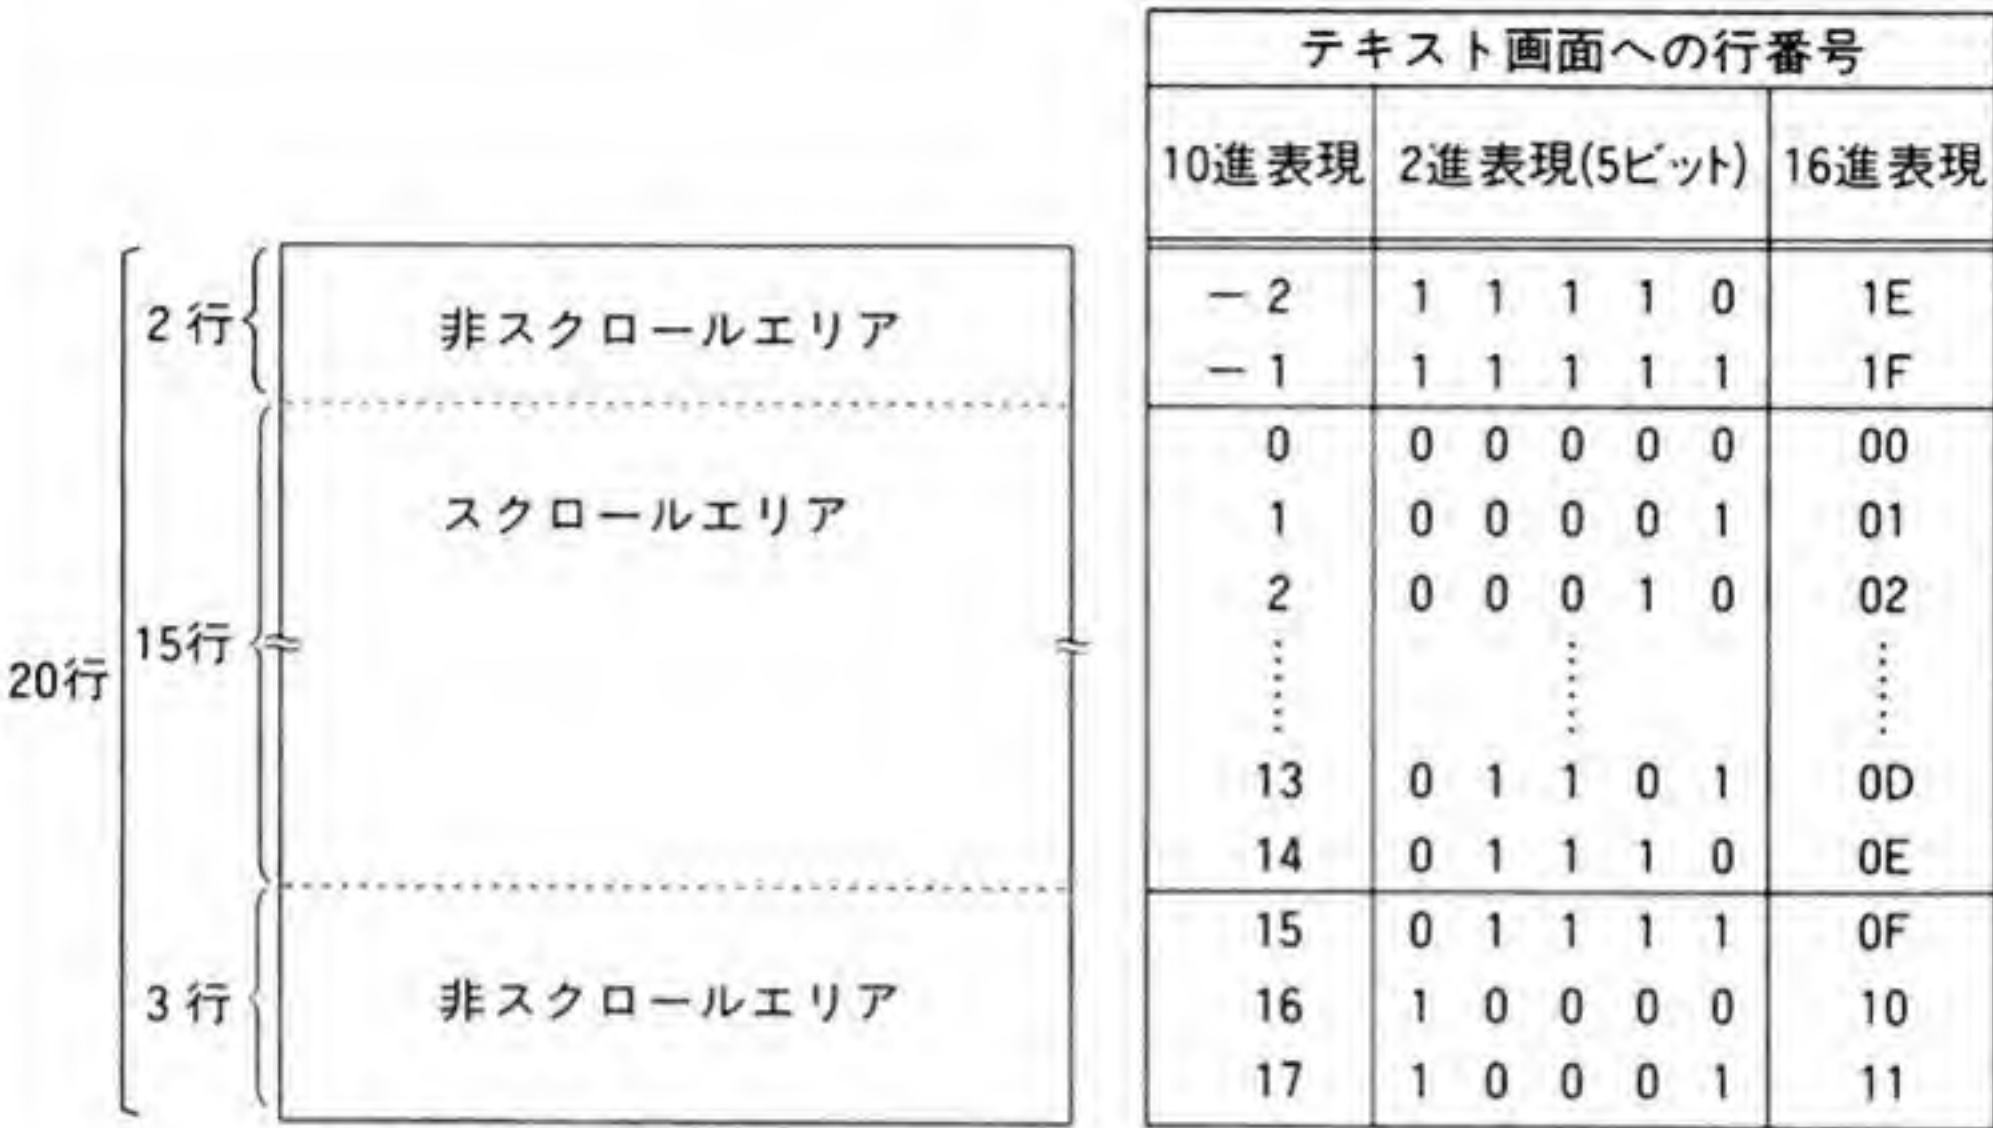 テキスト画面への行番号
10進表現 2進表現(5ビット) 16進表現
20行
2行
非スクロールエリア
15行
スクロールエリア
3行
非スクロールエリア
-2 1 1 1 1 0 1E
-1 1 1 1 1 1 1F
0 0 0 0 0 0 00
1 0 0 0 0 1 01
2 0 0 0 1 0 02
13 0 1 1 0 1 0D
14 0 1 1 1 0 0E
15 0 1 1 1 1 0F
16 1 0 0 0 0 10
17 1 0 0 0 1 11